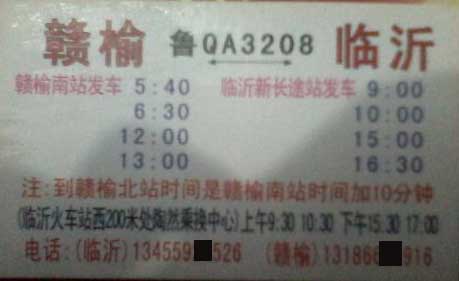 赣榆 鲁QA3208 临沂
赣榆南站发车 5:40 临沂新长途站发车 9:00
6:30 10:00
12:00 15:00
13:00 16:30
注:到赣榆北站时间是赣榆南站时间加10分钟
(临沂火车站西200米处陶然乘换中心)上午9:30 10:30 下午15:30 17:00
电话:(临沂)134559 526 (赣榆)131866 916